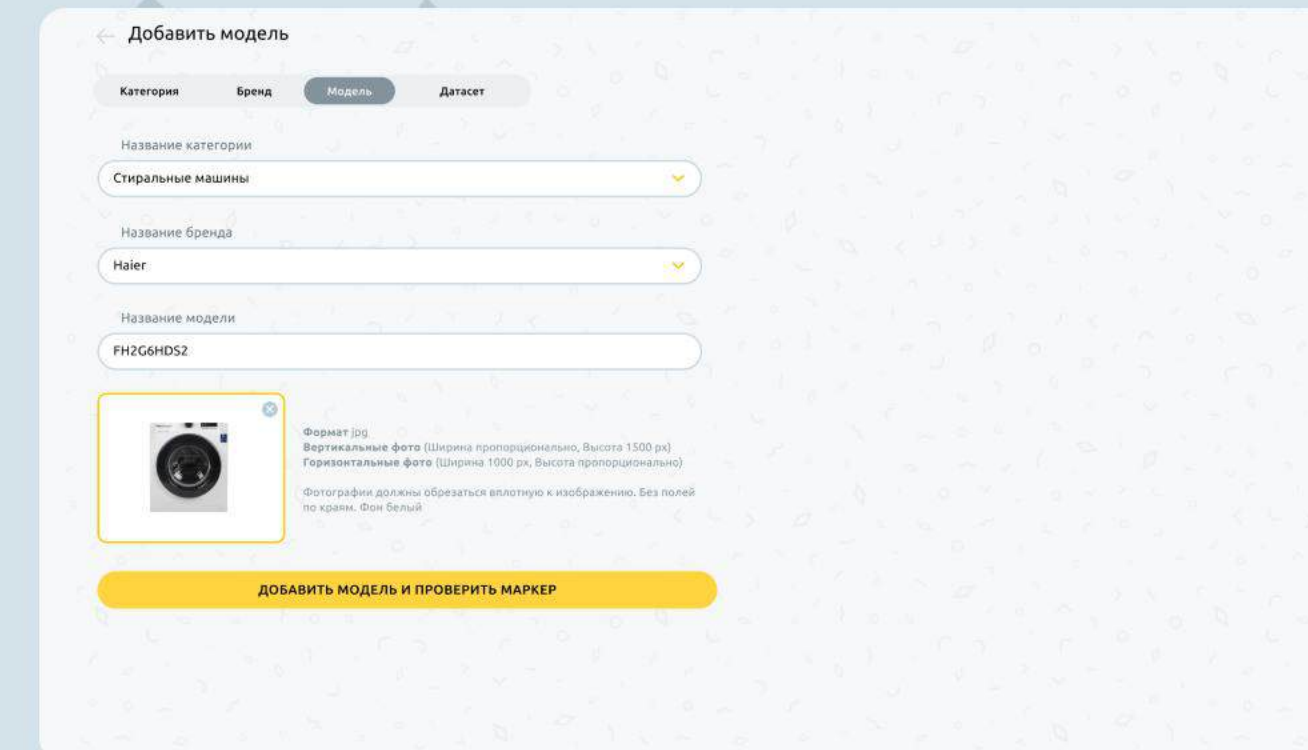 Добавить модель
Категория Бренд Модель Датасет
Название категории
Стиральные машины
Название бренда
Haier
Название модели
FH2G6HDS2
Формат jpg
Вертикальные фото (Ширина пропорционально, Высота 1500 px)
Горизонтальные фото (Ширина 1000 px, Высота пропорционально)
Фотографии должны обрезаться вплотную к изображению. Без полей
по краям. Фон белый
ДОБАВИТЬ МОДЕЛЬ И ПРОВЕРИТЬ МАРКЕР